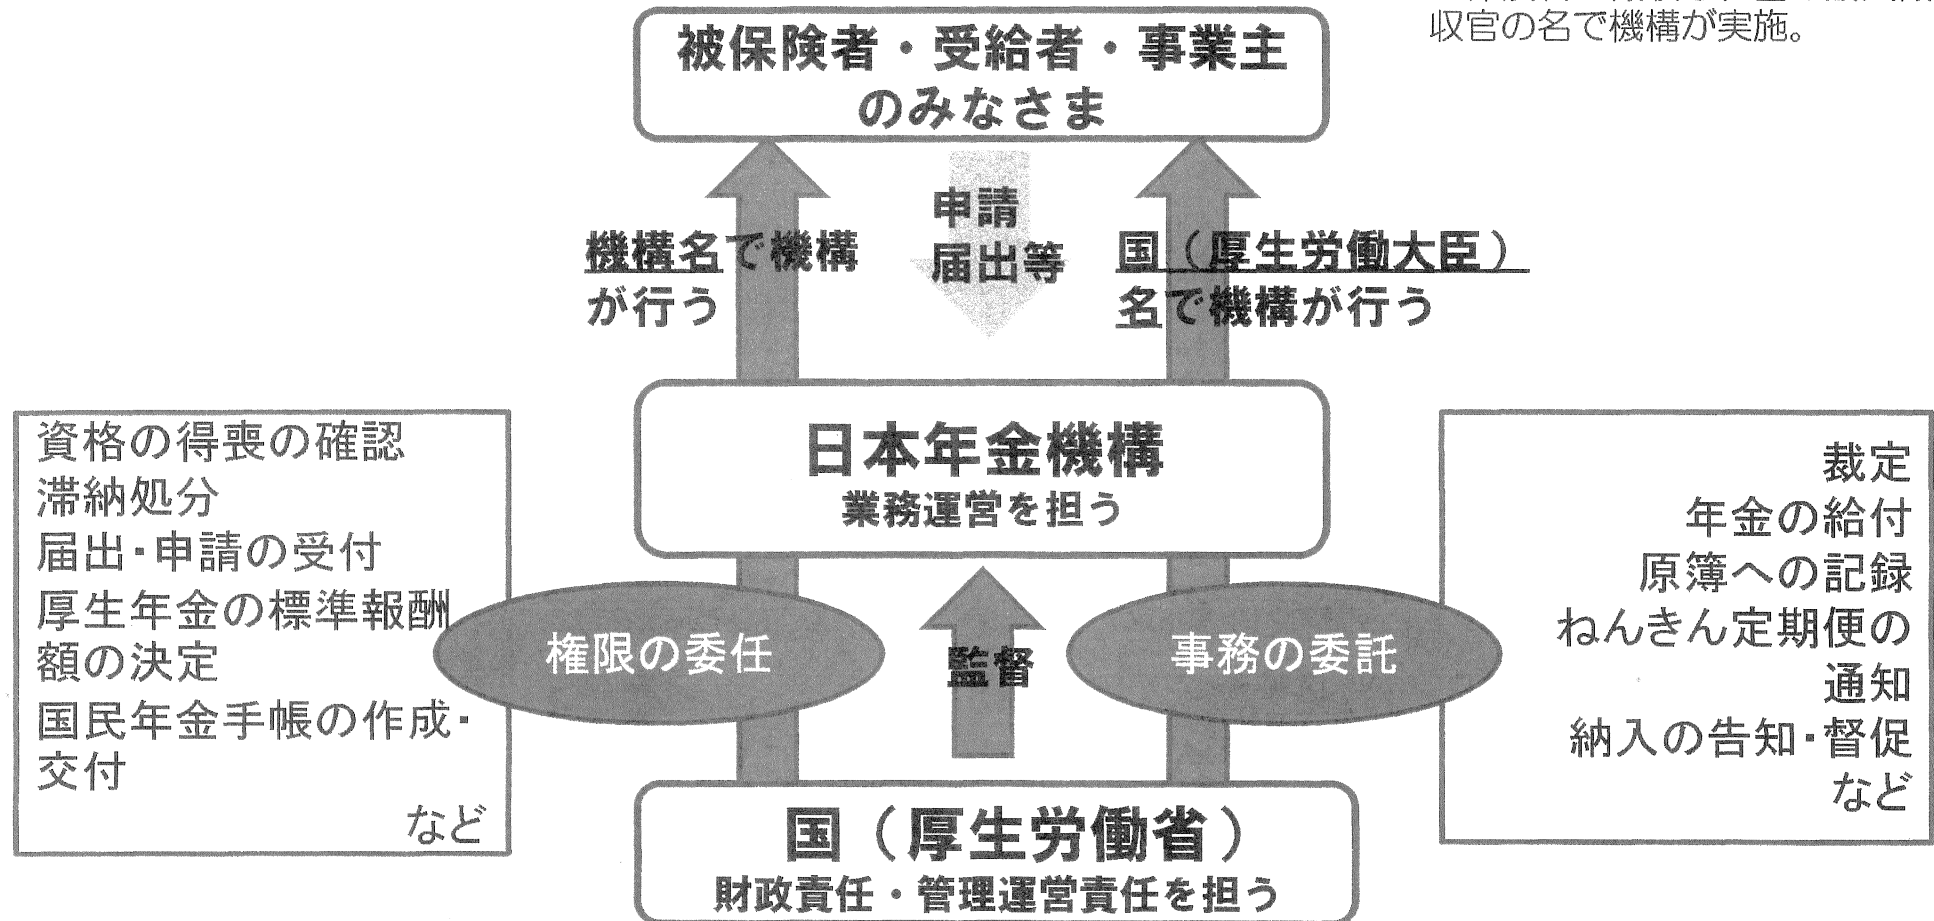 収官の名で機構が実施。
被保険者・受給者・事業主
のみなさま
申請
届出等
機構名で機構
が行う
国（厚生労働大臣）
名で機構が行う
日本年金機構
業務運営を担う
資格の得喪の確認
滞納処分
届出・申請の受付
厚生年金の標準報酬
額の決定
国民年金手帳の作成・
交付
など
権限の委任
監督
事務の委託
裁定
年金の給付
原簿への記録
ねんきん定期便の
通知
納入の告知・督促
など
国（厚生労働省）
財政責任・管理運営責任を担う